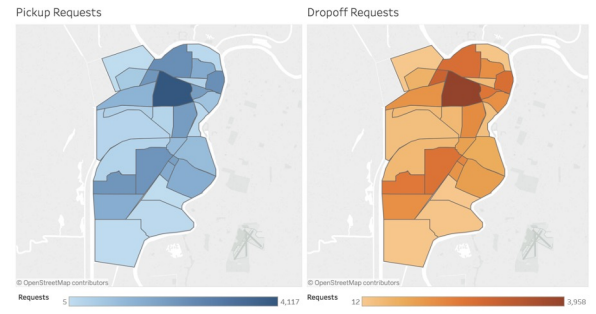 Pickup Requests
Dropoff Requests
© OpenStreetMap contributors
© OpenStreetMap contributors
Requests 5 4,117
Requests 12 3,958